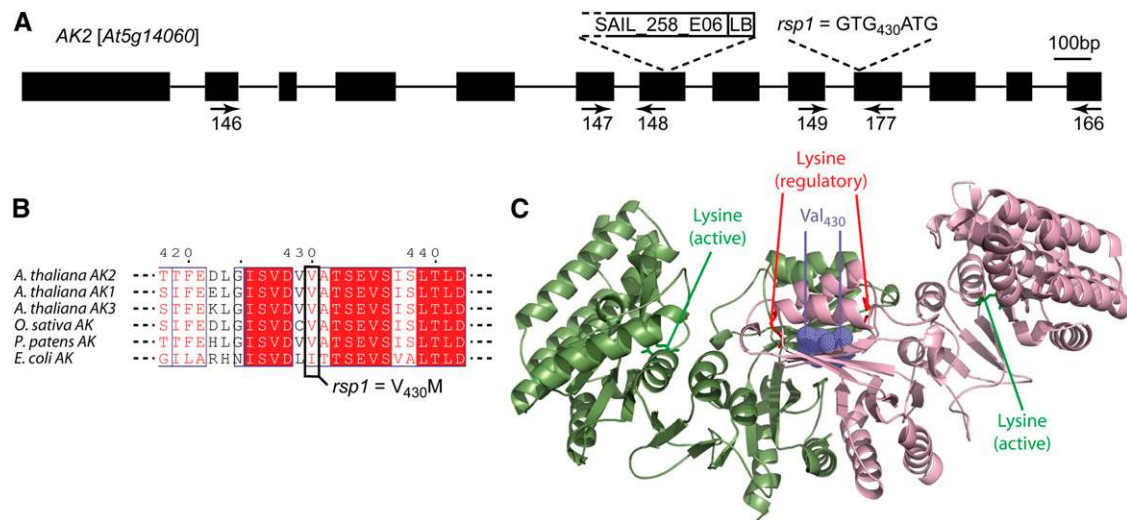 A
AK2 [At5g14060]
SAIL_258_E06 LB
rsp1 = GTG430ATG
100bp
146 147 148 149 177 166
B
420 430 440
A. thaliana AK2 TTFEDLGISVDVVATSEVSISLTLD
A. thaliana AK1 SIFEELGISVDVVATSEVSISLTLD
A. thaliana AK3 SIFEKLGISVDVVATSEVSISLTLD
O. sativa AK SIFEDLGISVDCVATSEVSISLTLD
P. patens AK TTFEHLGISVDVVATSEVSISLTLD
E. coli AK GILARHNISVDLITTSEVSVALTLD
rsp1 = V430M
C
Lysine
(regulatory)
Lysine
(active)
Val430
Lysine
(active)